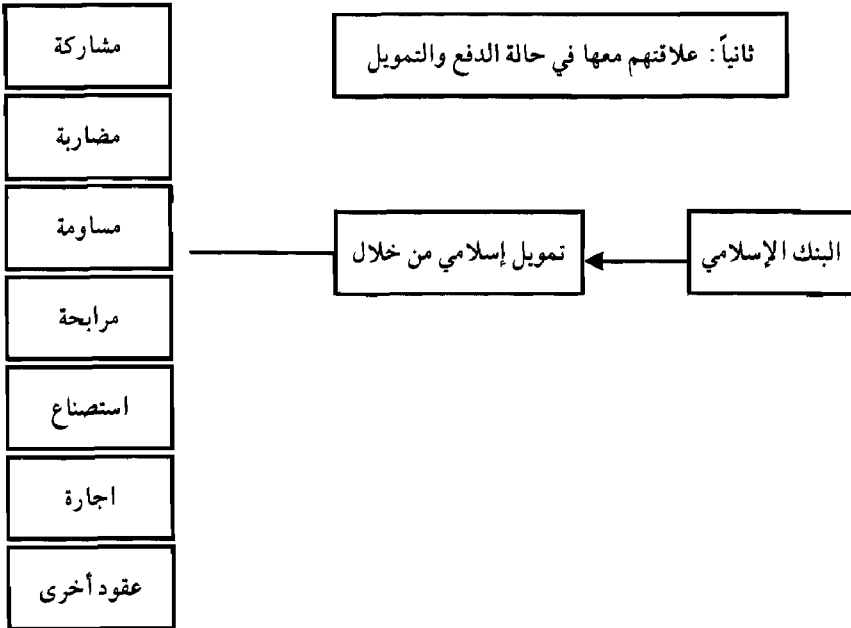 ثانياً : علاقتهم معها في حالة الدفع والتمويل
البنك الإسلامي
تمويل إسلامي من خلال
مشاركة
مضاربة
مساومة
مرابحة
استصناع
اجارة
عقود أخرى